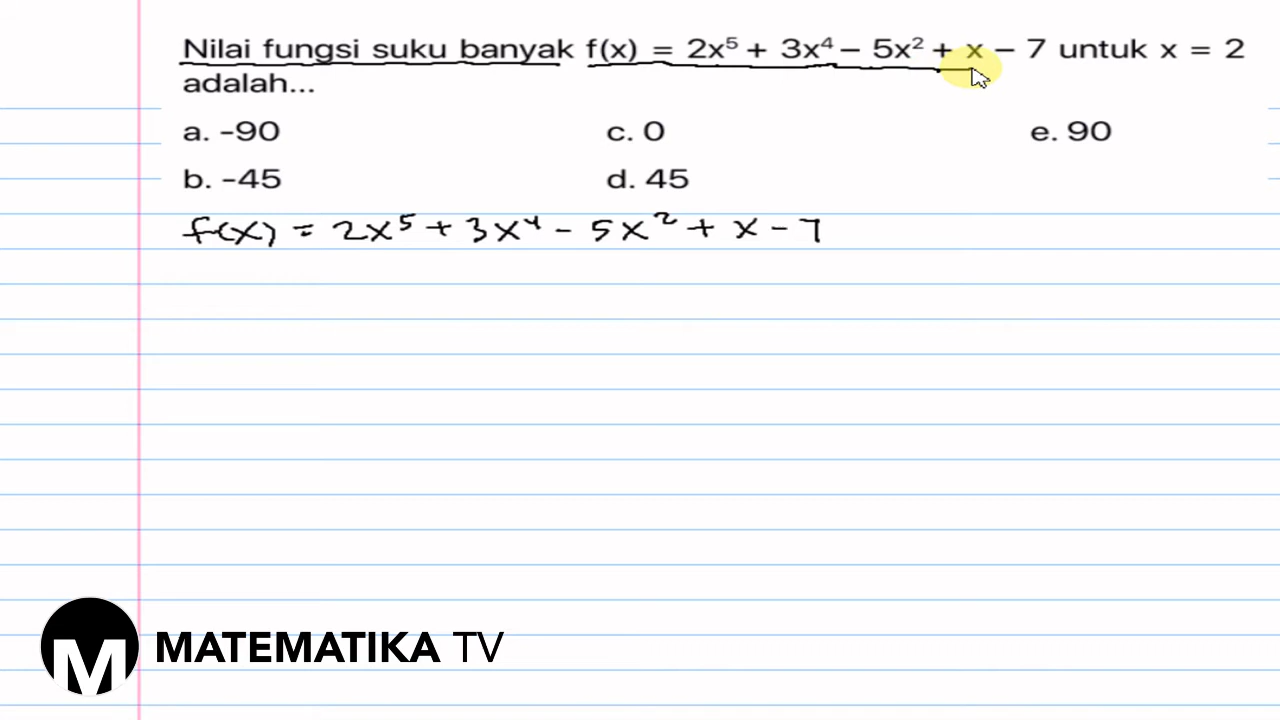 Nilai fungsi suku banyak f(x) = 2x⁵ + 3x⁴ − 5x² + x − 7 untuk x = 2
adalah...
a. -90 c. 0 e. 90
b. -45 d. 45
f(x) = 2x⁵ + 3x⁴ − 5x² + x − 7
M MATEMATIKA TV